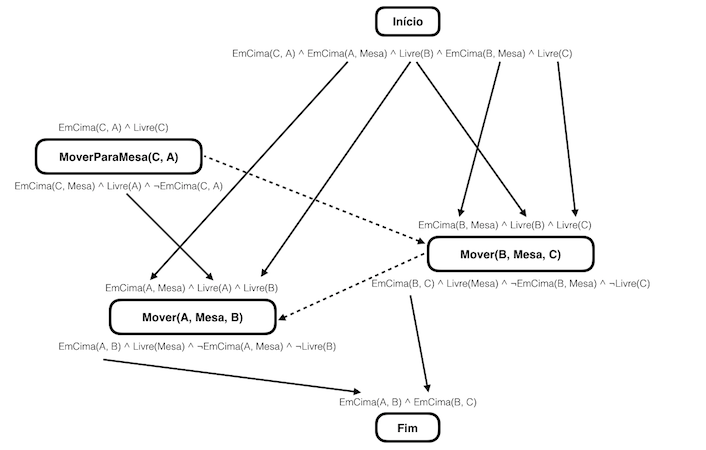 Início
EmCima(C, A) ^ EmCima(A, Mesa) ^ Livre(B) ^ EmCima(B, Mesa) ^ Livre(C)
EmCima(C, A) ^ Livre(C)
MoverParaMesa(C, A)
EmCima(C, Mesa) ^ Livre(A) ^ ¬EmCima(C, A)
EmCima(B, Mesa) ^ Livre(B) ^ Livre(C)
Mover(B, Mesa, C)
EmCima(B, C) ^ Livre(Mesa) ^ ¬EmCima(B, Mesa) ^ ¬Livre(C)
EmCima(A, Mesa) ^ Livre(A) ^ Livre(B)
Mover(A, Mesa, B)
EmCima(A, B) ^ Livre(Mesa) ^ ¬EmCima(A, Mesa) ^ ¬Livre(B)
EmCima(A, B) ^ EmCima(B, C)
Fim